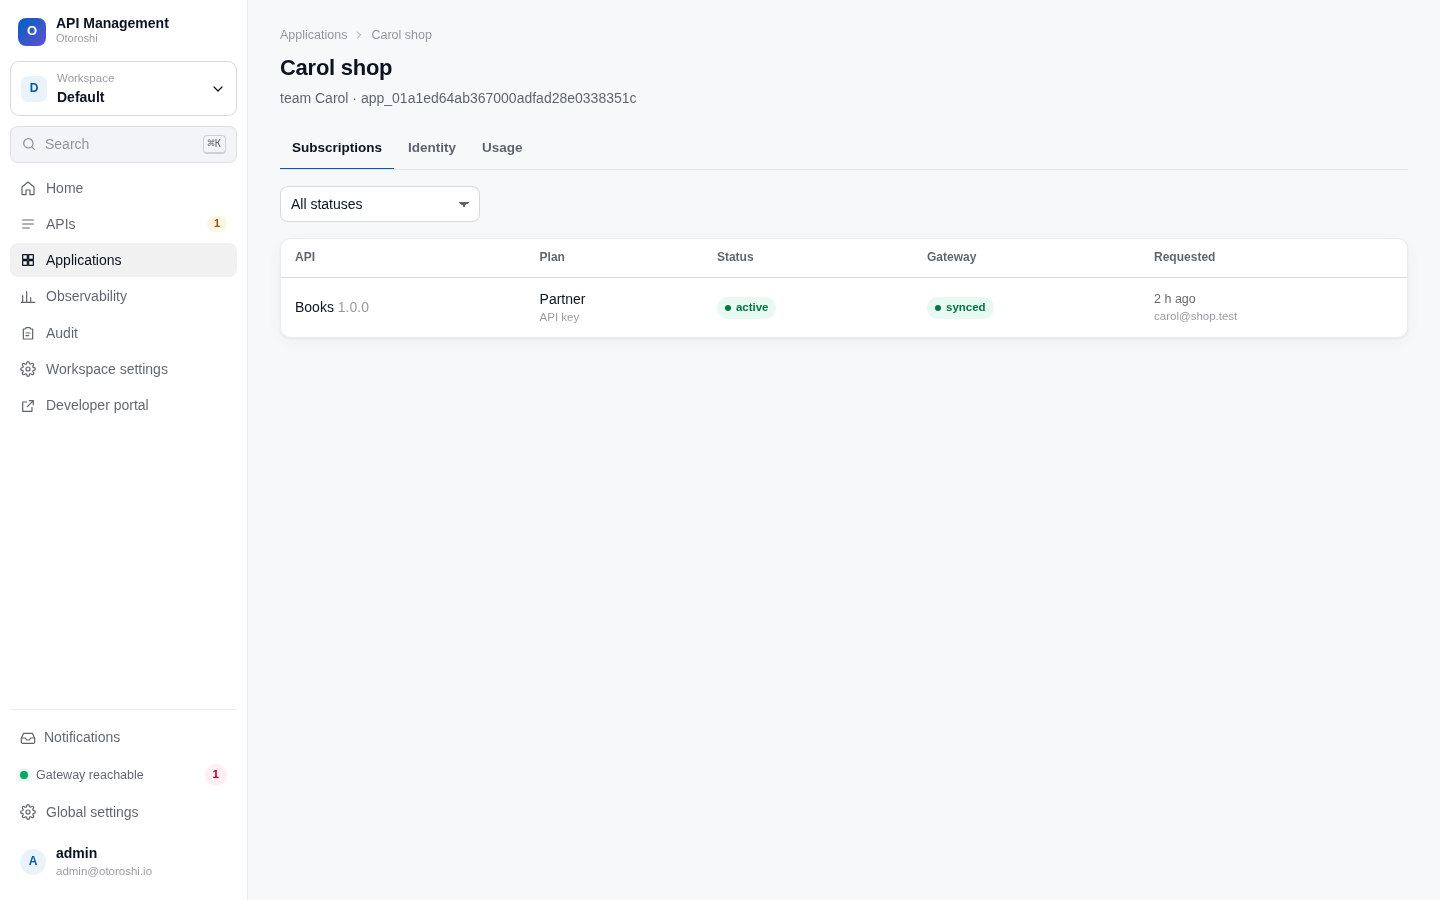 O
API Management
Otoroshi
D
Workspace
Default
Search
⌘K
Home
APIs
1
Applications
Observability
Audit
Workspace settings
Developer portal
Notifications
Gateway reachable
1
Global settings
A
admin
admin@otoroshi.io
Applications
Carol shop
Carol shop
team Carol · app_01a1ed64ab367000adfad28e0338351c
Subscriptions
Identity
Usage
All statuses
API Plan Status Gateway Requested
Books 1.0.0
Partner
API key
active
synced
2 h ago
carol@shop.test